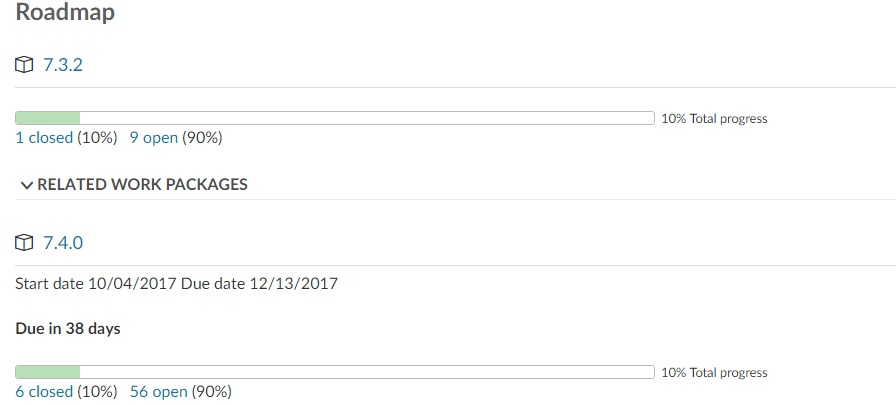 Roadmap
7.3.2
10% Total progress
1 closed (10%) 9 open (90%)
RELATED WORK PACKAGES
7.4.0
Start date 10/04/2017 Due date 12/13/2017
Due in 38 days
10% Total progress
6 closed (10%) 56 open (90%)